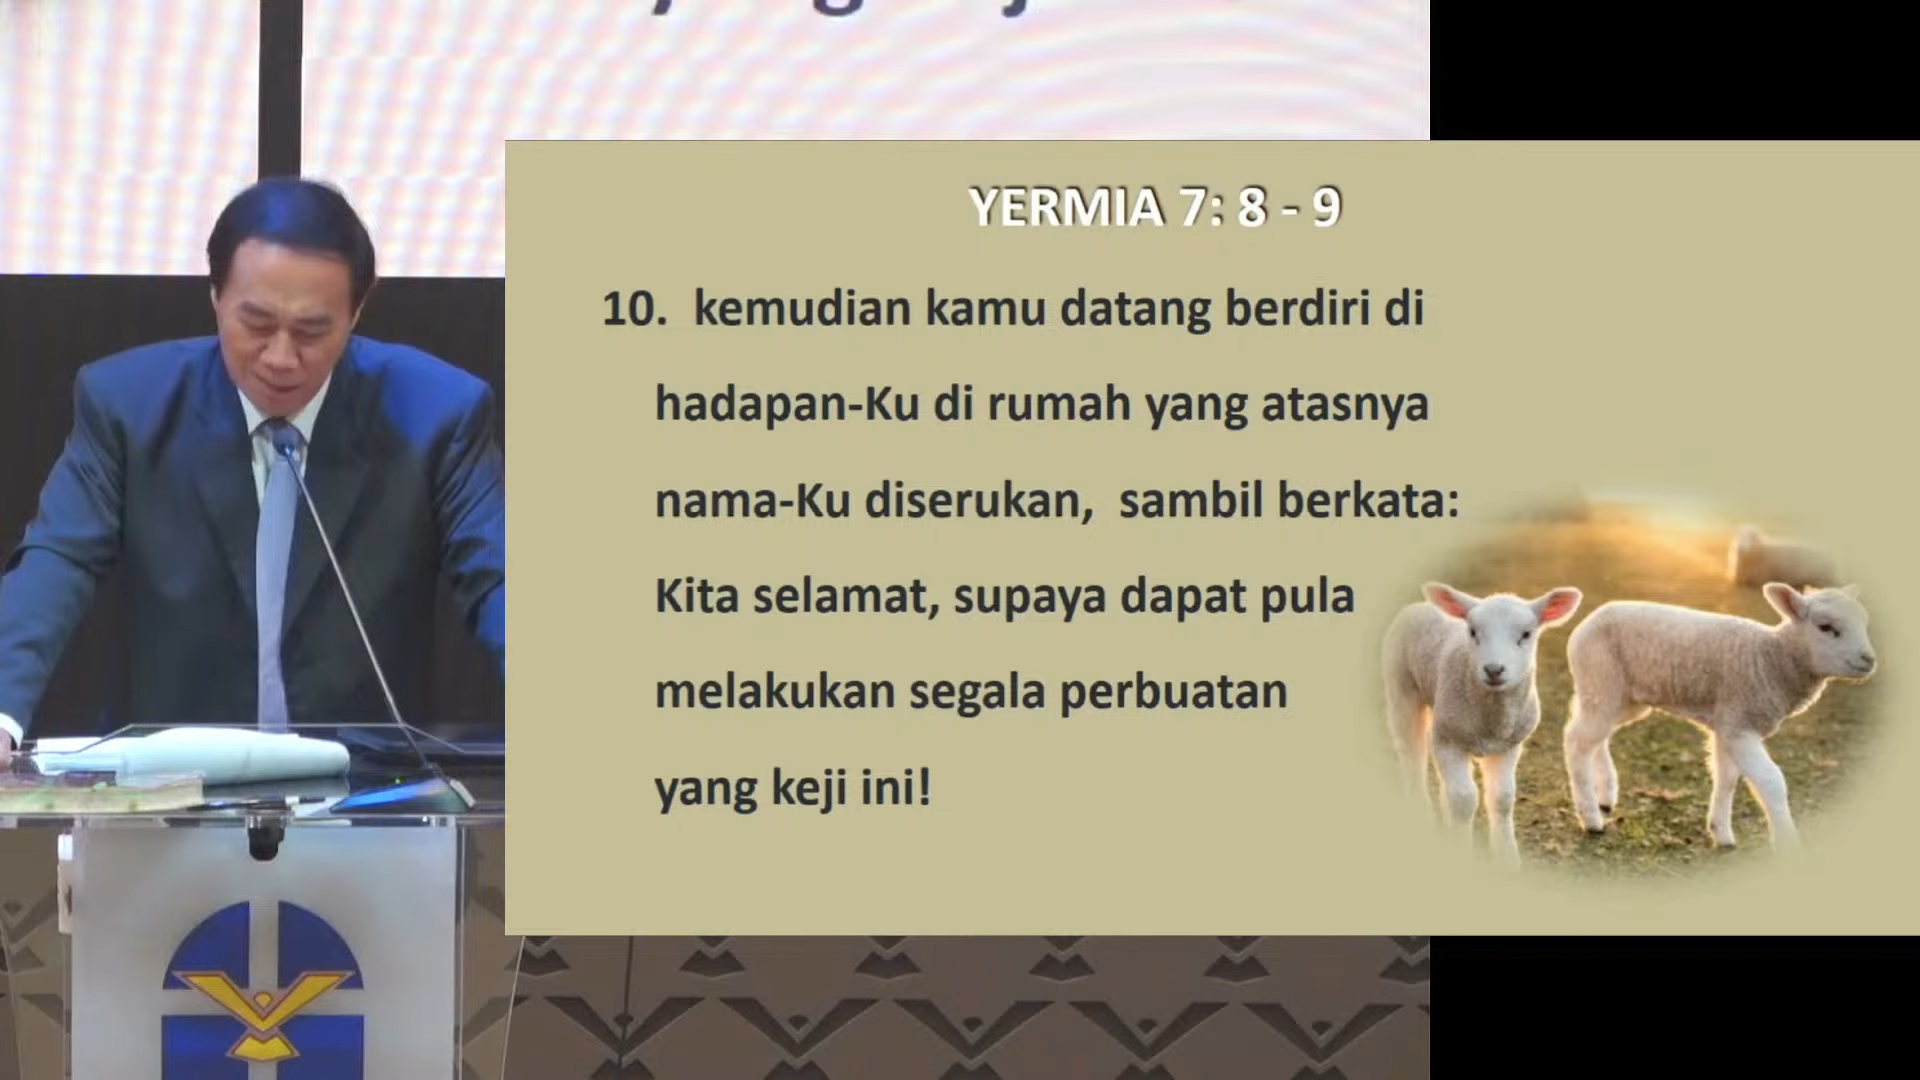 YERMIA 7: 8 - 9
10. kemudian kamu datang berdiri di
hadapan-Ku di rumah yang atasnya
nama-Ku diserukan, sambil berkata:
Kita selamat, supaya dapat pula
melakukan segala perbuatan
yang keji ini!